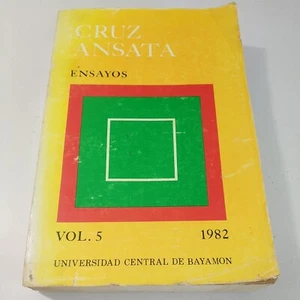 CRUZ
ANSATA
ENSAYOS
VOL. 5 1982
UNIVERSIDAD CENTRAL DE BAYAMON